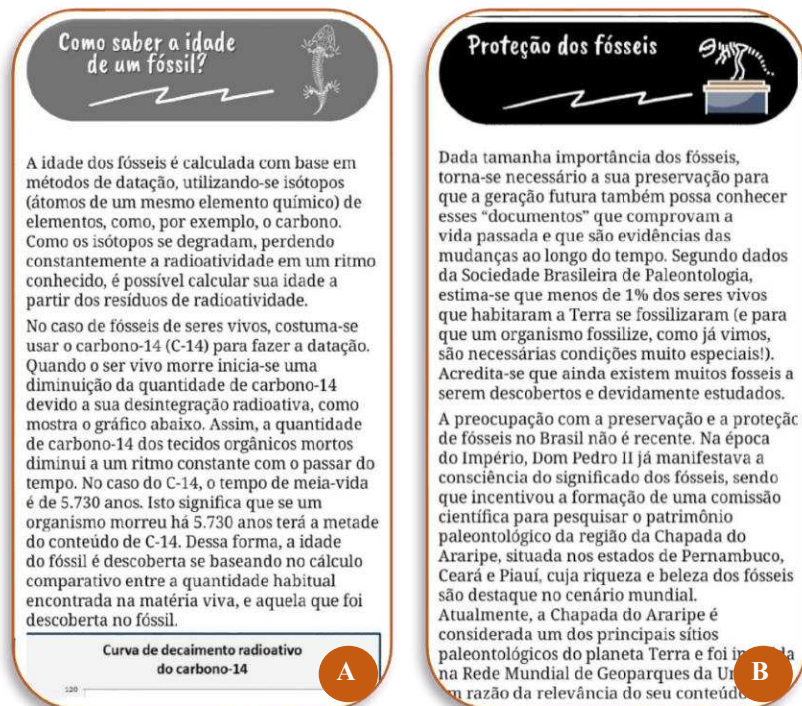 Como saber a idade
de um fóssil?
A idade dos fósseis é calculada com base em
métodos de datação, utilizando-se isótopos
(átomos de um mesmo elemento químico) de
elementos, como, por exemplo, o carbono.
Como os isótopos se degradam, perdendo
constantemente a radioatividade em um ritmo
conhecido, é possível calcular sua idade a
partir dos resíduos de radioatividade.
No caso de fósseis de seres vivos, costuma-se
usar o carbono-14 (C-14) para fazer a datação.
Quando o ser vivo morre inicia-se uma
diminuição da quantidade de carbono-14
devido a sua desintegração radioativa, como
mostra o gráfico abaixo. Assim, a quantidade
de carbono-14 dos tecidos orgânicos mortos
diminui a um ritmo constante com o passar do
tempo. No caso do C-14, o tempo de meia-vida
é de 5.730 anos. Isto significa que se um
organismo morreu há 5.730 anos terá a metade
do conteúdo de C-14. Dessa forma, a idade
do fóssil é descoberta se baseando no cálculo
comparativo entre a quantidade habitual
encontrada na matéria viva, e aquela que foi
descoberta no fóssil.
Curva de decaimento radioativo
do carbono-14
120
A
Proteção dos fósseis
Dada tamanha importância dos fósseis,
torna-se necessário a sua preservação para
que a geração futura também possa conhecer
esses “documentos” que comprovam a
vida passada e que são evidências das
mudanças ao longo do tempo. Segundo dados
da Sociedade Brasileira de Paleontologia,
estima-se que menos de 1% dos seres vivos
que habitaram a Terra se fossilizaram (e para
que um organismo fossilize, como já vimos,
são necessárias condições muito especiais!).
Acredita-se que ainda existem muitos fosseis a
serem descobertos e devidamente estudados.
A preocupação com a preservação e a proteção
de fósseis no Brasil não é recente. Na época
do Império, Dom Pedro II já manifestava a
consciência do significado dos fósseis, sendo
que incentivou a formação de uma comissão
científica para pesquisar o patrimônio
paleontológico da região da Chapada do
Araripe, situada nos estados de Pernambuco,
Ceará e Piauí, cuja riqueza e beleza dos fósseis
são destaque no cenário mundial.
Atualmente, a Chapada do Araripe é
considerada um dos principais sítios
paleontológicos do planeta Terra e foi
na Rede Mundial de Geoparques da
razão da relevância do seu conteúdo
B